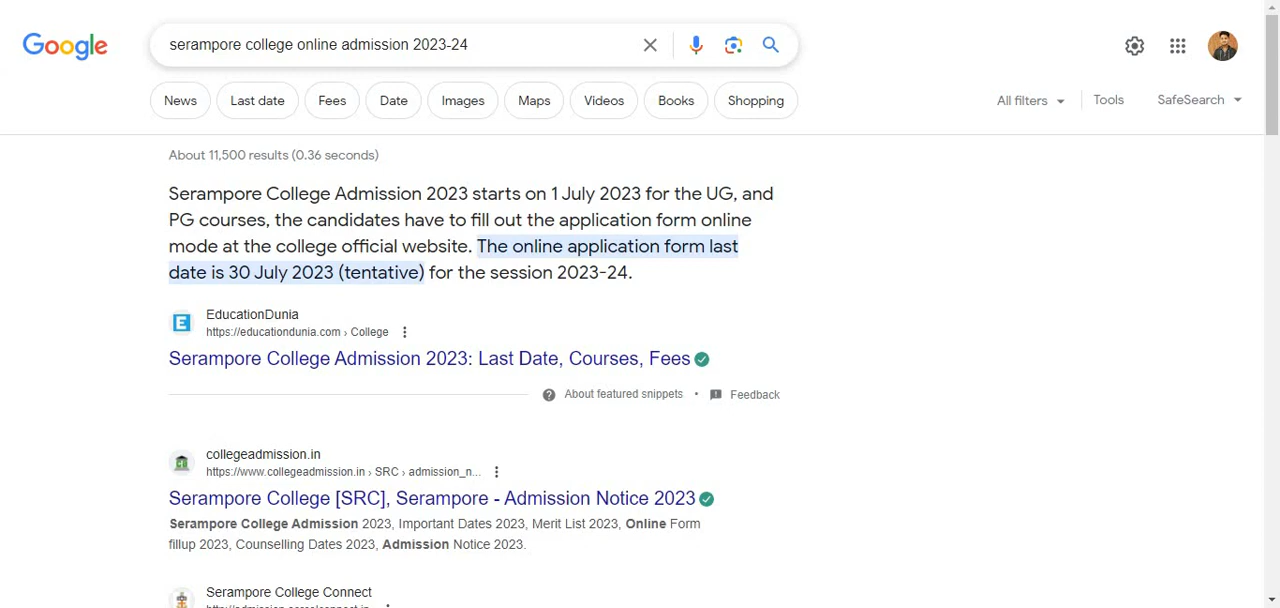 Google
serampore college online admission 2023-24
News
Last date
Fees
Date
Images
Maps
Videos
Books
Shopping
All filters
Tools
SafeSearch
About 11,500 results (0.36 seconds)
Serampore College Admission 2023 starts on 1 July 2023 for the UG, and
PG courses, the candidates have to fill out the application form online
mode at the college official website. The online application form last
date is 30 July 2023 (tentative) for the session 2023-24.
E
EducationDunia
https://educationdunia.com › College
Serampore College Admission 2023: Last Date, Courses, Fees
About featured snippets • Feedback
collegeadmission.in
https://www.collegeadmission.in › SRC › admission_n...
Serampore College [SRC], Serampore - Admission Notice 2023
Serampore College Admission 2023, Important Dates 2023, Merit List 2023, Online Form
fillup 2023, Counselling Dates 2023, Admission Notice 2023.
Serampore College Connect